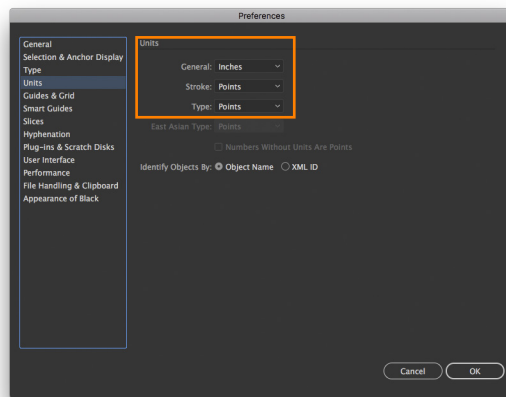 Preferences
General
Selection & Anchor Display
Type
Units
Guides & Grid
Smart Guides
Slices
Hyphenation
Plug-ins & Scratch Disks
User Interface
Performance
File Handling & Clipboard
Appearance of Black
Units
General: Inches
Stroke: Points
Type: Points
East Asian Type: Points
Numbers Without Units Are Points
Identify Objects By: Object Name XML ID
Cancel OK